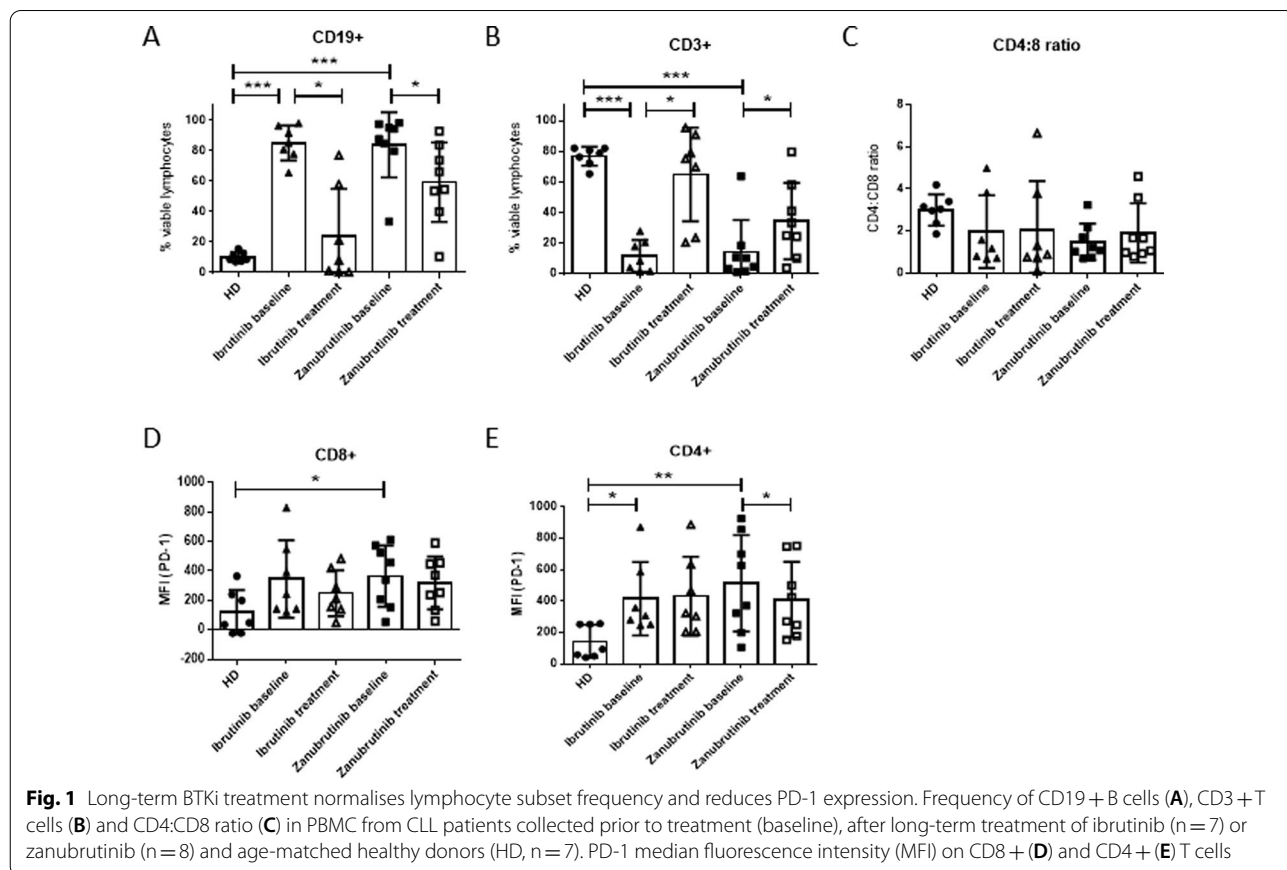 A
CD19+
***
***
*
*
% viable lymphocytes
100
80
60
40
20
0
HD
Ibrutinib baseline
Ibrutinib treatment
Zanubrutinib baseline
Zanubrutinib treatment
B
CD3+
***
***
*
*
% viable lymphocytes
100
80
60
40
20
0
HD
Ibrutinib baseline
Ibrutinib treatment
Zanubrutinib baseline
Zanubrutinib treatment
C
CD4:8 ratio
CD4:CD8 ratio
8
6
4
2
0
HD
Ibrutinib baseline
Ibrutinib treatment
Zanubrutinib baseline
Zanubrutinib treatment
D
CD8+
*
MFI (PD-1)
1000
800
600
400
200
0
-200
HD
Ibrutinib baseline
Ibrutinib treatment
Zanubrutinib baseline
Zanubrutinib treatment
E
CD4+
**
*
*
MFI (PD-1)
1000
800
600
400
200
0
HD
Ibrutinib baseline
Ibrutinib treatment
Zanubrutinib baseline
Zanubrutinib treatment
Fig. 1 Long-term BTKi treatment normalises lymphocyte subset frequency and reduces PD-1 expression. Frequency of CD19+B cells (A), CD3+T
cells (B) and CD4:CD8 ratio (C) in PBMC from CLL patients collected prior to treatment (baseline), after long-term treatment of ibrutinib (n=7) or
zanubrutinib (n=8) and age-matched healthy donors (HD, n=7). PD-1 median fluorescence intensity (MFI) on CD8+(D) and CD4+(E) T cells